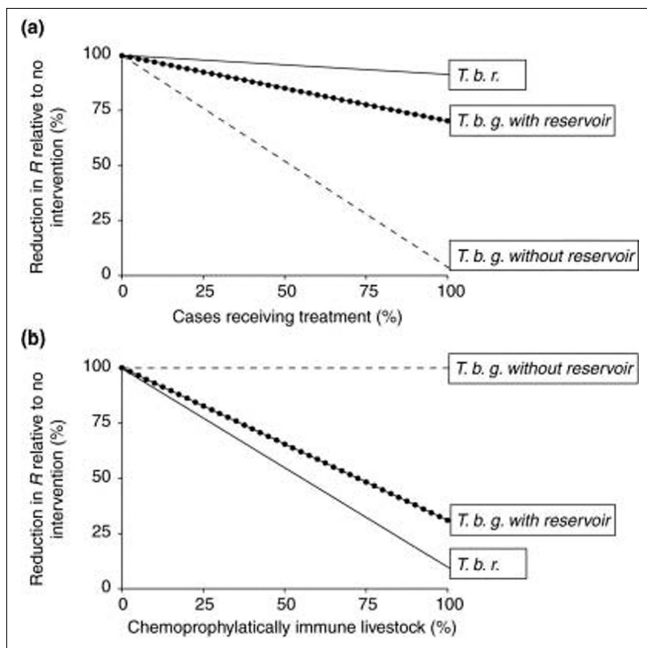 (a)
Reduction in R relative to no
intervention (%)
100
75
50
25
0
T. b. r.
T. b. g. with reservoir
T. b. g. without reservoir
0 25 50 75 100
Cases receiving treatment (%)
(b)
Reduction in R relative to no
intervention (%)
100
75
50
25
0
T. b. g. without reservoir
T. b. g. with reservoir
T. b. r.
0 25 50 75 100
Chemoprophylatically immune livestock (%)